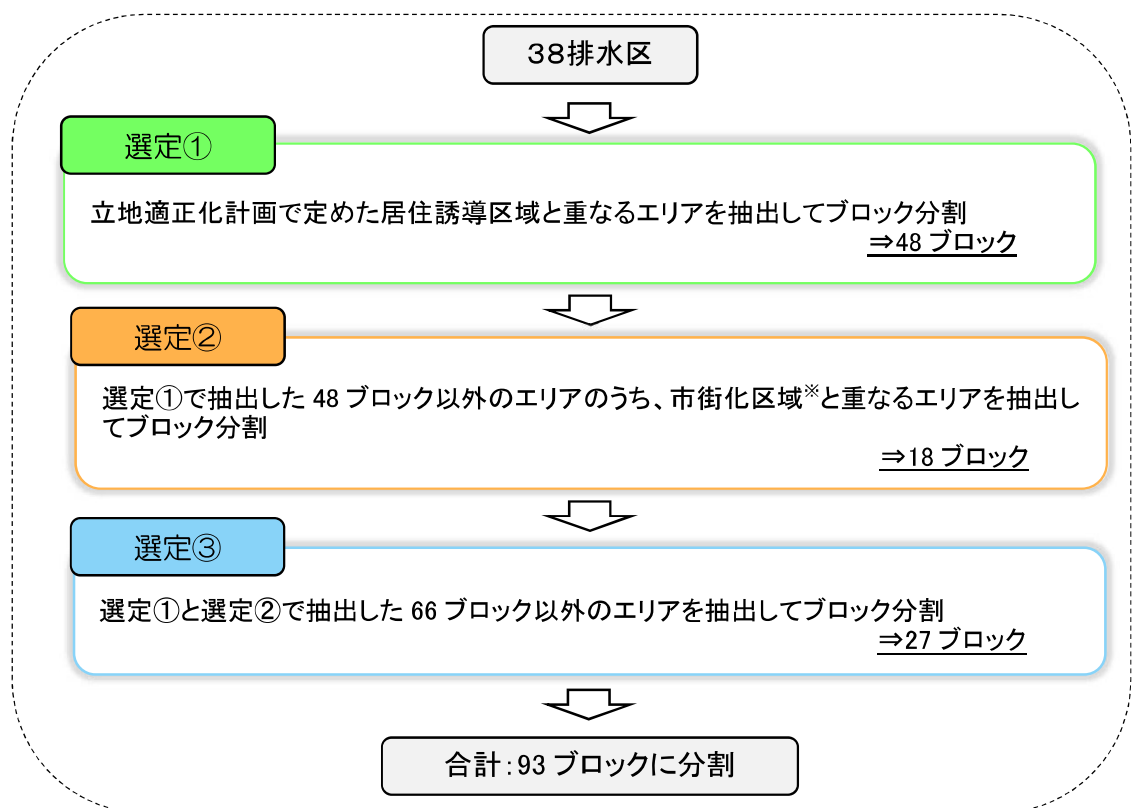 ３８排水区
選定①
立地適正化計画で定めた居住誘導区域と重なるエリアを抽出してブロック分割
⇒48 ブロック
選定②
選定①で抽出した 48 ブロック以外のエリアのうち、市街化区域※と重なるエリアを抽出し
てブロック分割
⇒18 ブロック
選定③
選定①と選定②で抽出した 66 ブロック以外のエリアを抽出してブロック分割
⇒27 ブロック
合計：93 ブロックに分割